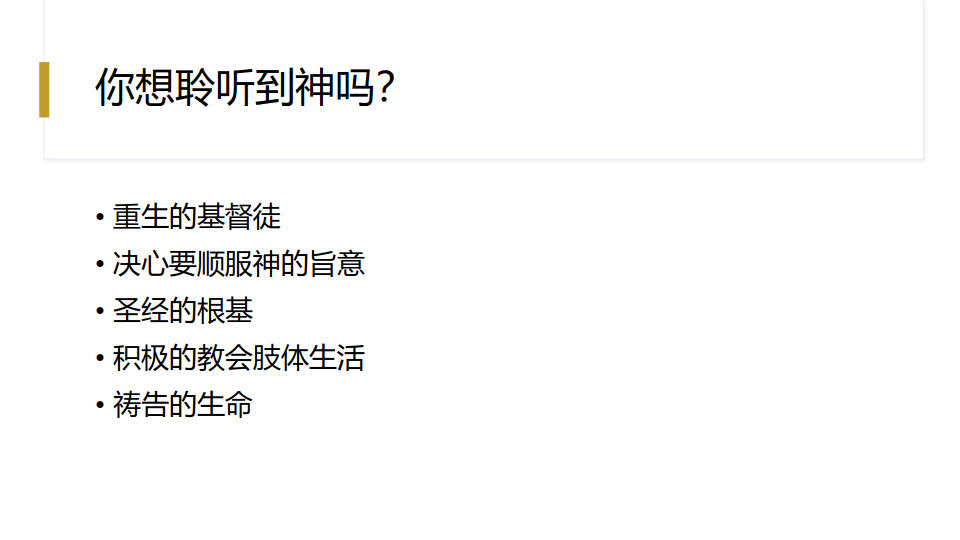 你想聆听到神吗?
• 重生的基督徒
• 决心要顺服神的旨意
• 圣经的根基
• 积极的教会肢体生活
• 祷告的生命